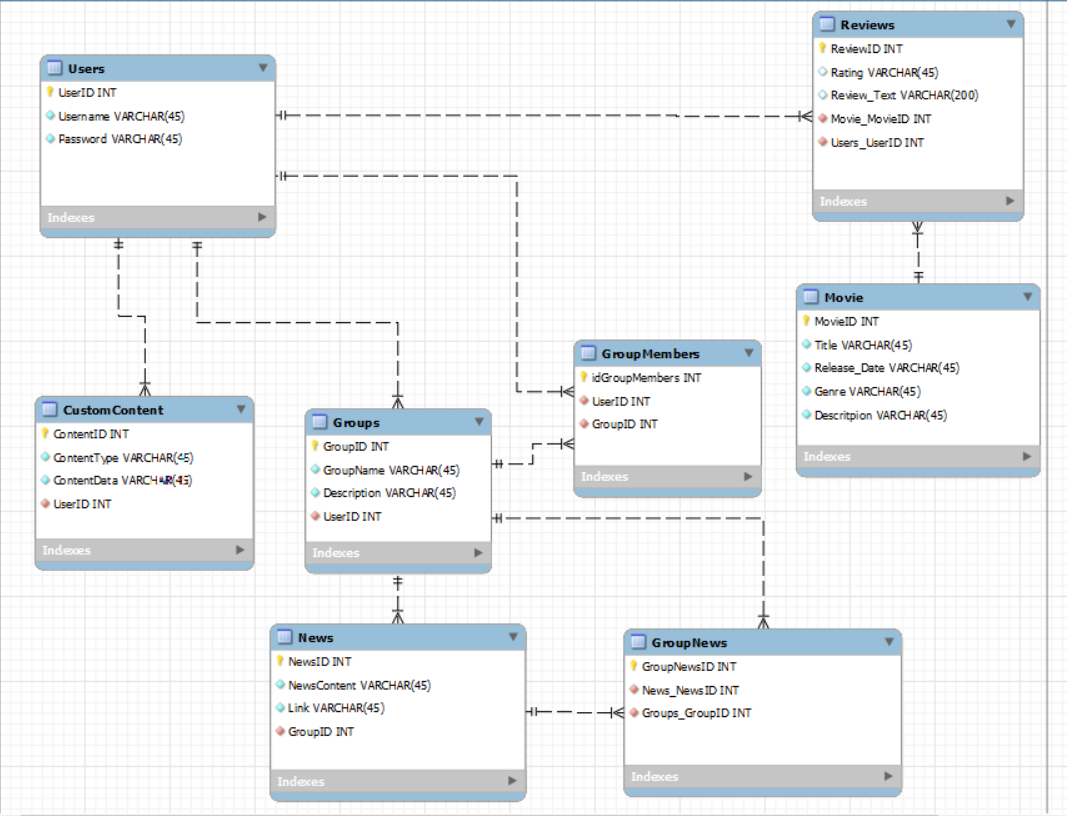 Users
UserID INT
Username VARCHAR(45)
Password VARCHAR(45)
Indexes
Reviews
ReviewID INT
Rating VARCHAR(45)
Review_Text VARCHAR(200)
Movie_MovieID INT
Users_UserID INT
Indexes
Movie
MovieID INT
Title VARCHAR(45)
Release_Date VARCHAR(45)
Genre VARCHAR(45)
Descritpion VARCHAR(45)
Indexes
GroupMembers
idGroupMembers INT
UserID INT
GroupID INT
Indexes
CustomContent
ContentID INT
ContentType VARCHAR(45)
ContentData VARCHAR(45)
UserID INT
Indexes
Groups
GroupID INT
GroupName VARCHAR(45)
Description VARCHAR(45)
UserID INT
Indexes
News
NewsID INT
NewsContent VARCHAR(45)
Link VARCHAR(45)
GroupID INT
Indexes
GroupNews
GroupNewsID INT
News_NewsID INT
Groups_GroupID INT
Indexes